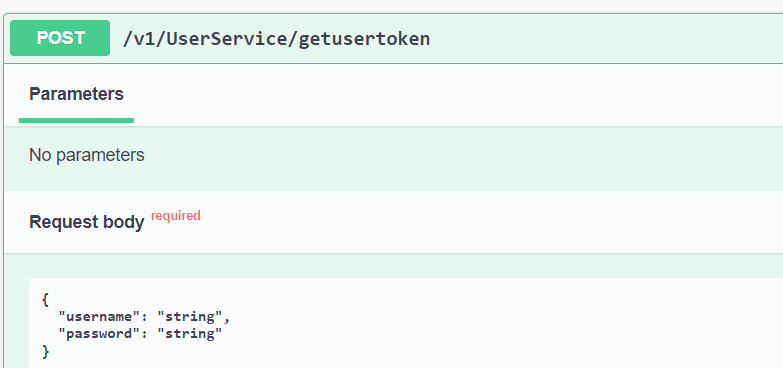 POST /v1/UserService/getusertoken
Parameters
No parameters
Request body required
{
  "username": "string",
  "password": "string"
}